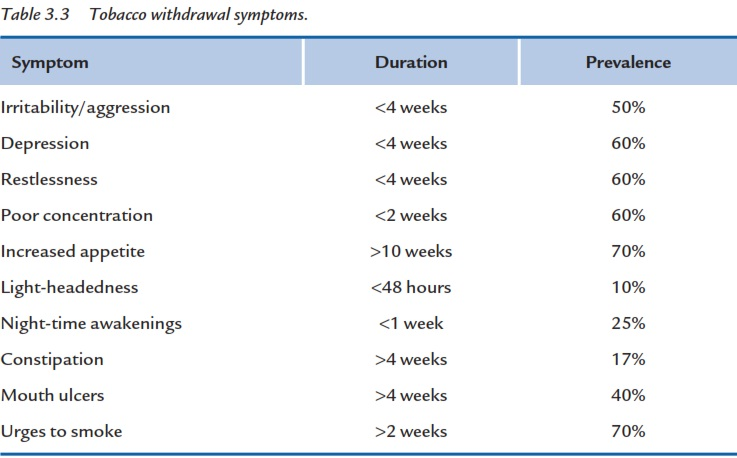 Table 3.3 Tobacco withdrawal symptoms.
Symptom Duration Prevalence
Irritability/aggression <4 weeks 50%
Depression <4 weeks 60%
Restlessness <4 weeks 60%
Poor concentration <2 weeks 60%
Increased appetite >10 weeks 70%
Light-headedness <48 hours 10%
Night-time awakenings <1 week 25%
Constipation >4 weeks 17%
Mouth ulcers >4 weeks 40%
Urges to smoke >2 weeks 70%